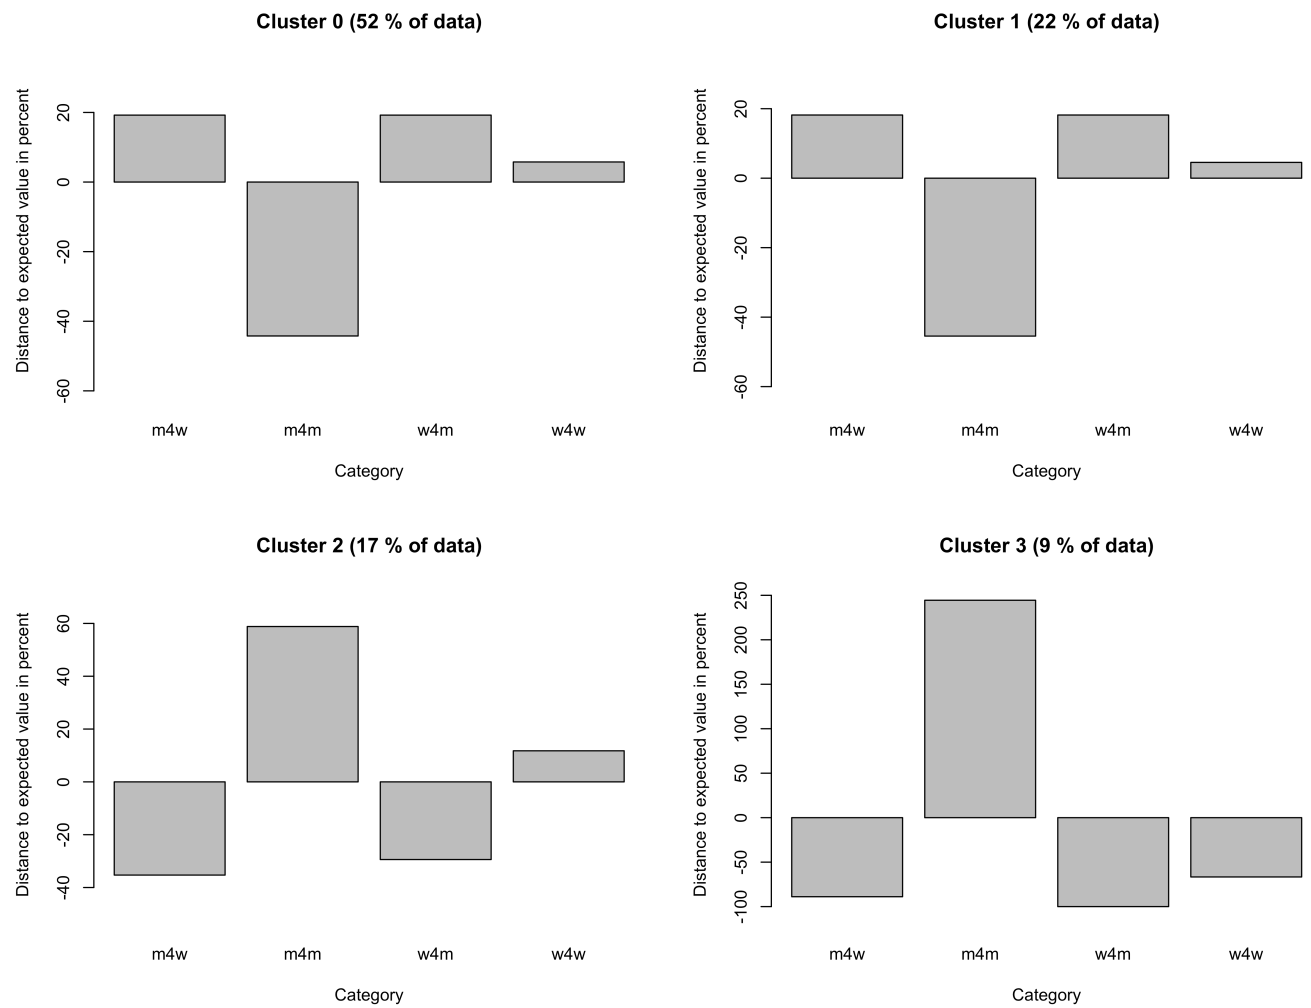 Cluster 0 (52 % of data)
Distance to expected value in percent
20
0
-20
-40
-60
m4w m4m w4m w4w
Category
Cluster 1 (22 % of data)
Distance to expected value in percent
20
0
-20
-40
-60
m4w m4m w4m w4w
Category
Cluster 2 (17 % of data)
Distance to expected value in percent
60
40
20
0
-20
-40
m4w m4m w4m w4w
Category
Cluster 3 (9 % of data)
Distance to expected value in percent
250
200
150
100
50
0
-50
-100
m4w m4m w4m w4w
Category